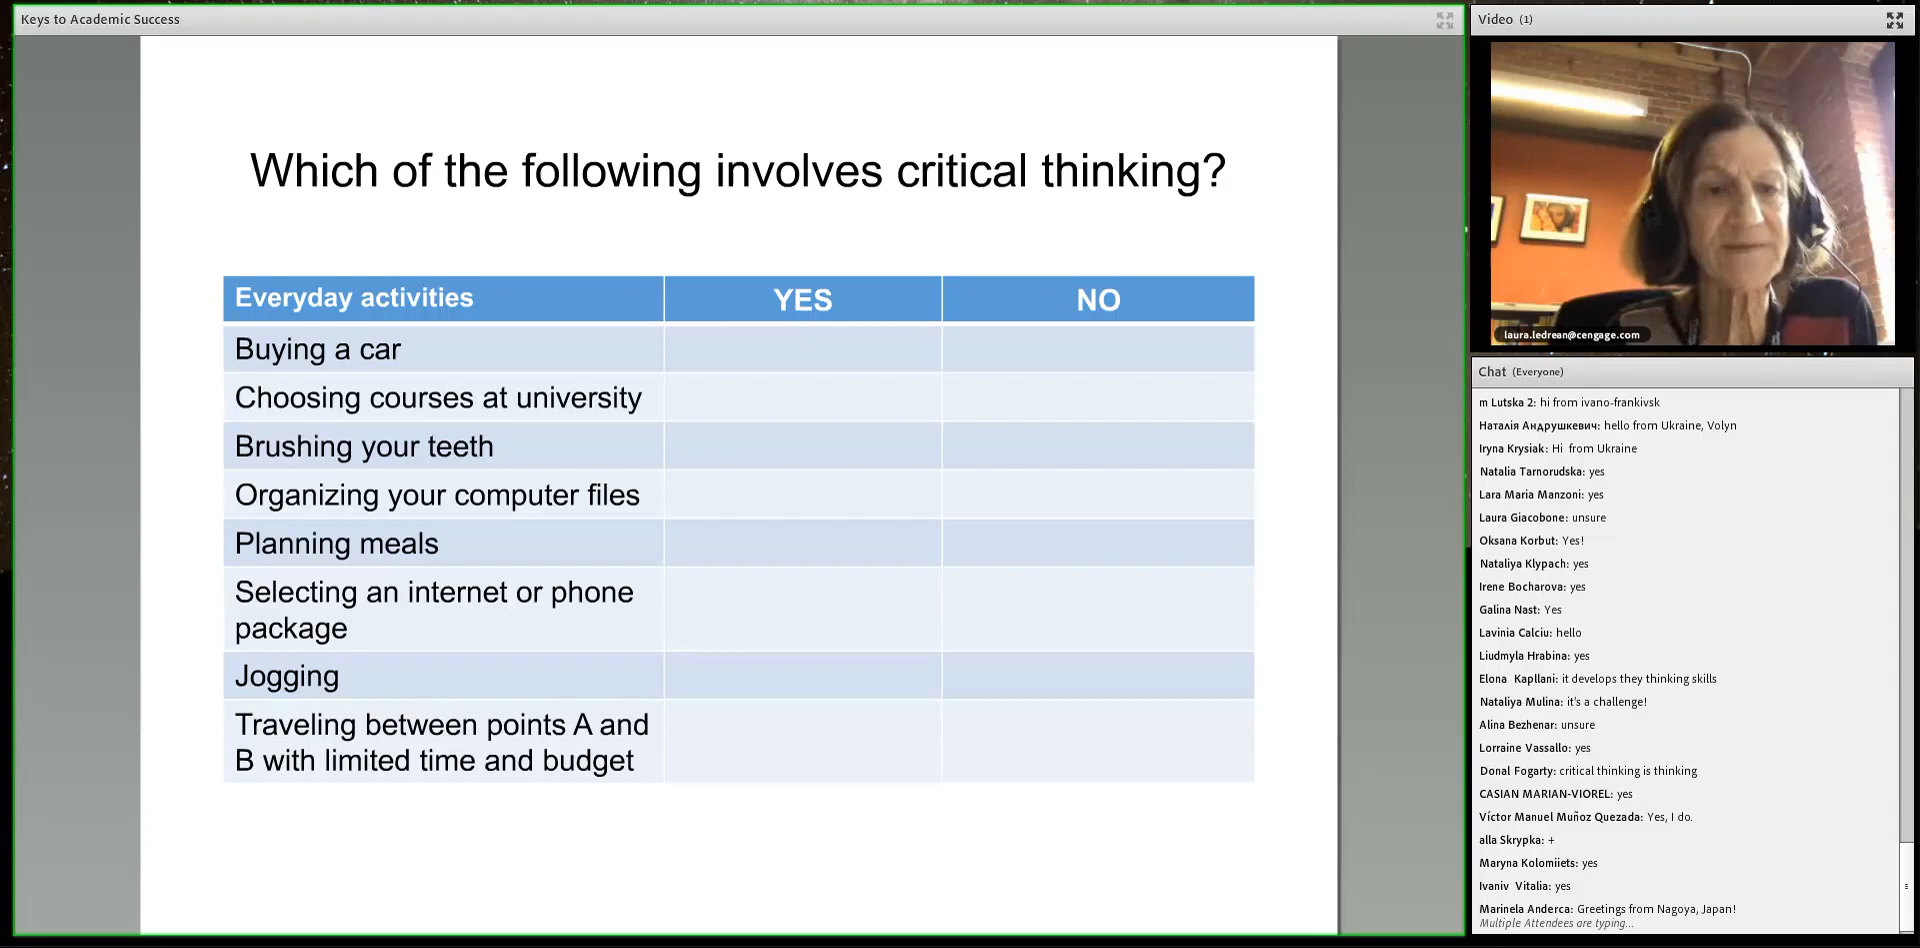 Keys to Academic Success
Which of the following involves critical thinking?
Everyday activities YES NO
Buying a car
Choosing courses at university
Brushing your teeth
Organizing your computer files
Planning meals
Selecting an internet or phone
package
Jogging
Traveling between points A and
B with limited time and budget
Video (1)
laura.ledrean@cengage.com
Chat (Everyone)
m Lutska 2: hi from ivano-frankivsk
Наталія Андрушкевич: hello from Ukraine, Volyn
Iryna Krysiak: Hi from Ukraine
Natalia Tarnorudska: yes
Lara Maria Manzoni: yes
Laura Giacobone: unsure
Oksana Korbut: Yes!
Nataliya Klypach: yes
Irene Bocharova: yes
Galina Nast: Yes
Lavinia Calciu: hello
Liudmyla Hrabina: yes
Elona Kapllani: it develops they thinking skills
Nataliya Mulina: it's a challenge!
Alina Bezhenar: unsure
Lorraine Vassallo: yes
Donal Fogarty: critical thinking is thinking
CASIAN MARIAN-VIOREL: yes
Víctor Manuel Muñoz Quezada: Yes, I do.
alla Skrypka: +
Maryna Kolomiiets: yes
Ivaniv Vitalia: yes
Marinela Anderca: Greetings from Nagoya, Japan!
Multiple Attendees are typing...